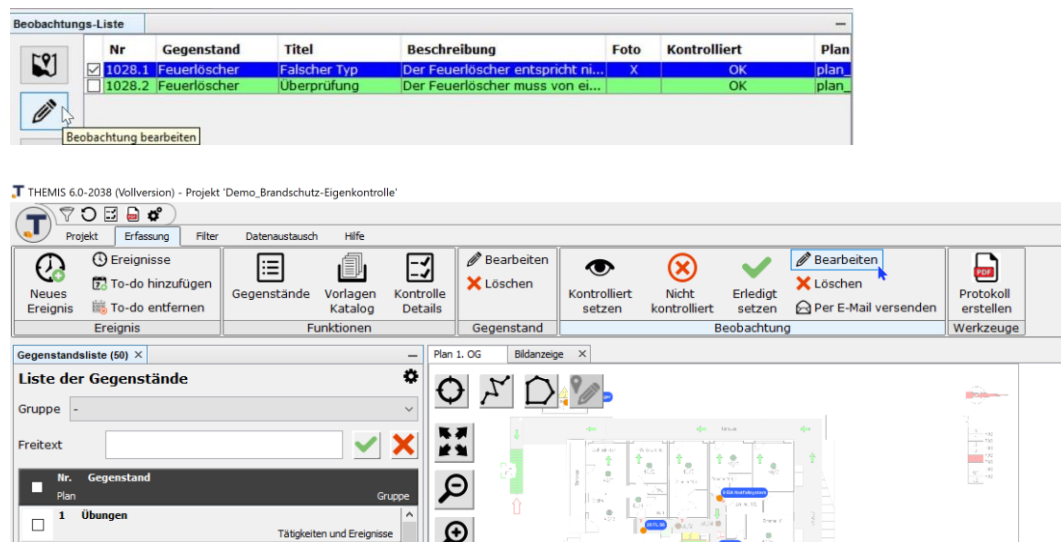 Beobachtungs-Liste
Nr Gegenstand Titel Beschreibung Foto Kontrolliert Plan
1028.1 Feuerlöscher Falscher Typ Der Feuerlöscher entspricht ni... X OK plan_
1028.2 Feuerlöscher Überprüfung Der Feuerlöscher muss von ei... OK plan_
Beobachtung bearbeiten
THEMIS 6.0-2038 (Vollversion) - Projekt 'Demo_Brandschutz-Eigenkontrolle'
Projekt Erfassung Filter Datenaustausch Hilfe
Neues
Ereignis
Ereignisse
To-do hinzufügen
To-do entfernen
Ereignis
Gegenstände
Vorlagen
Katalog
Kontrolle
Details
Funktionen
Bearbeiten
Löschen
Gegenstand
Kontrolliert
setzen
Nicht
kontrolliert
Erledigt
setzen
Bearbeiten
Löschen
Per E-Mail versenden
Beobachtung
PDF
Protokoll
erstellen
Werkzeuge
Gegenstandsliste (50)
Plan 1. OG Bildanzeige
Liste der Gegenstände
Gruppe -
Freitext
Nr. Gegenstand
Plan Gruppe
1 Übungen
Tätigkeiten und Ereignisse